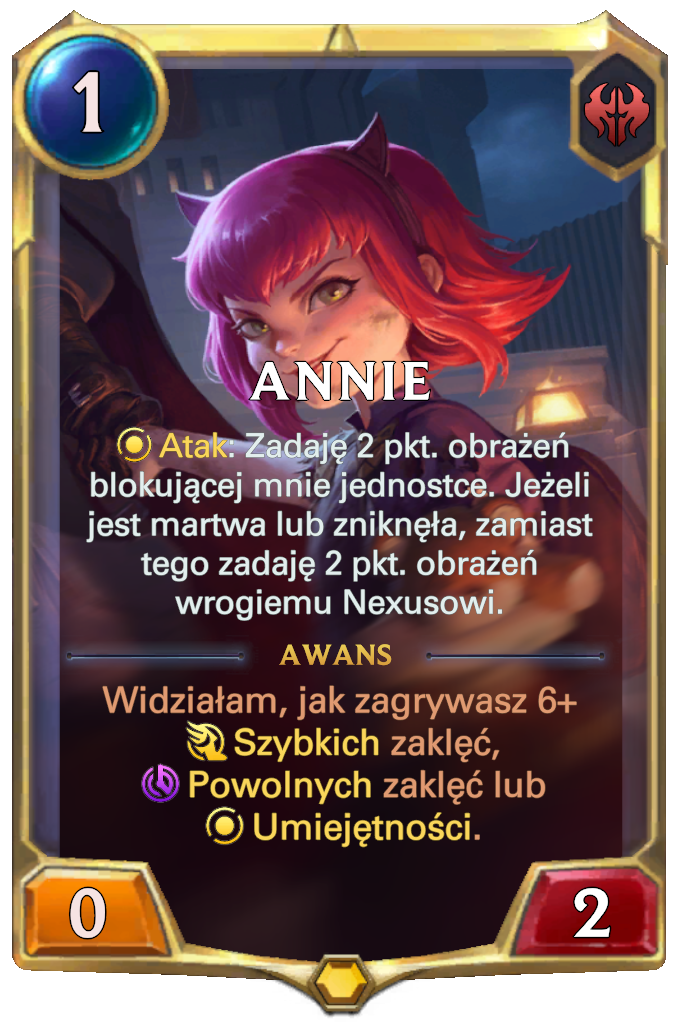 1
ANNIE
Atak: Zadaję 2 pkt. obrażeń
blokującej mnie jednostce. Jeżeli
jest martwa lub zniknęła, zamiast
tego zadaję 2 pkt. obrażeń
wrogiemu Nexusowi.
AWANS
Widziałam, jak zagrywasz 6+
Szybkich zaklęć,
Powolnych zaklęć lub
Umiejętności.
0
2